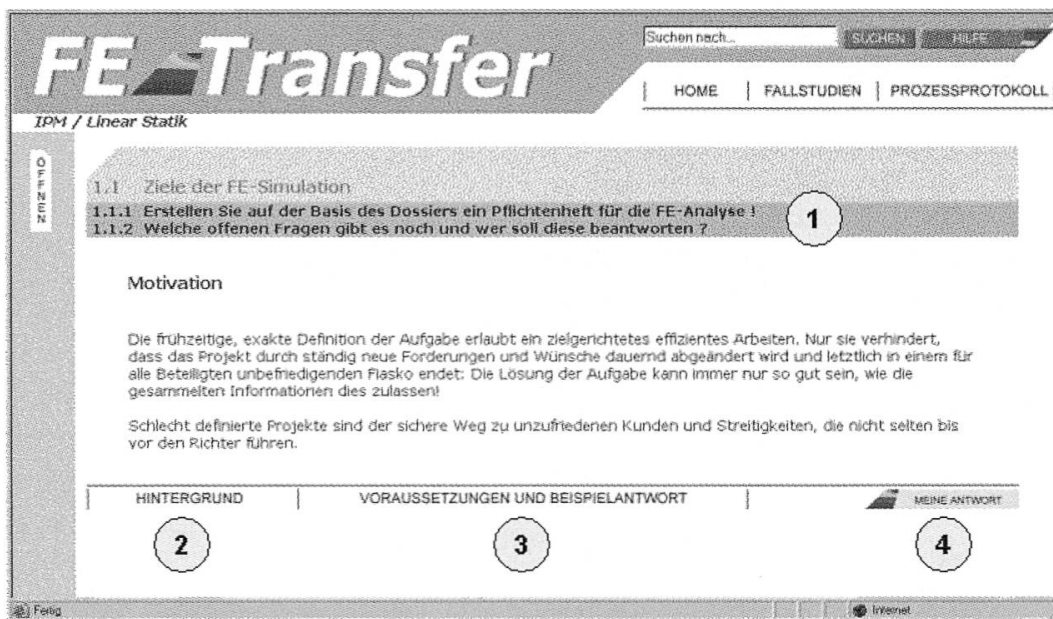 FE Transfer
Suchen nach...
SUCHEN
HILFE
HOME
FALLSTUDIEN
PROZESSPROTOKOLL
IPM / Linear Statik
ÖFFNEN
1.1 Ziele der FE-Simulation
1.1.1 Erstellen Sie auf der Basis des Dossiers ein Pflichtenheft für die FE-Analyse !
1.1.2 Welche offenen Fragen gibt es noch und wer soll diese beantworten ?
1
Motivation
Die frühzeitige, exakte Definition der Aufgabe erlaubt ein zielgerichtetes effizientes Arbeiten. Nur sie verhindert,
dass das Projekt durch ständig neue Forderungen und Wünsche dauernd abgeändert wird und letztlich in einem für
alle Beteiligten unbefriedigenden Fiasko endet: Die Lösung der Aufgabe kann immer nur so gut sein, wie die
gesammelten Informationen dies zulassen!
Schlecht definierte Projekte sind der sichere Weg zu unzufriedenen Kunden und Streitigkeiten, die nicht selten bis
vor den Richter führen.
HINTERGRUND
VORAUSSETZUNGEN UND BEISPIELANTWORT
MEINE ANTWORT
2
3
4
Fertig
Internet